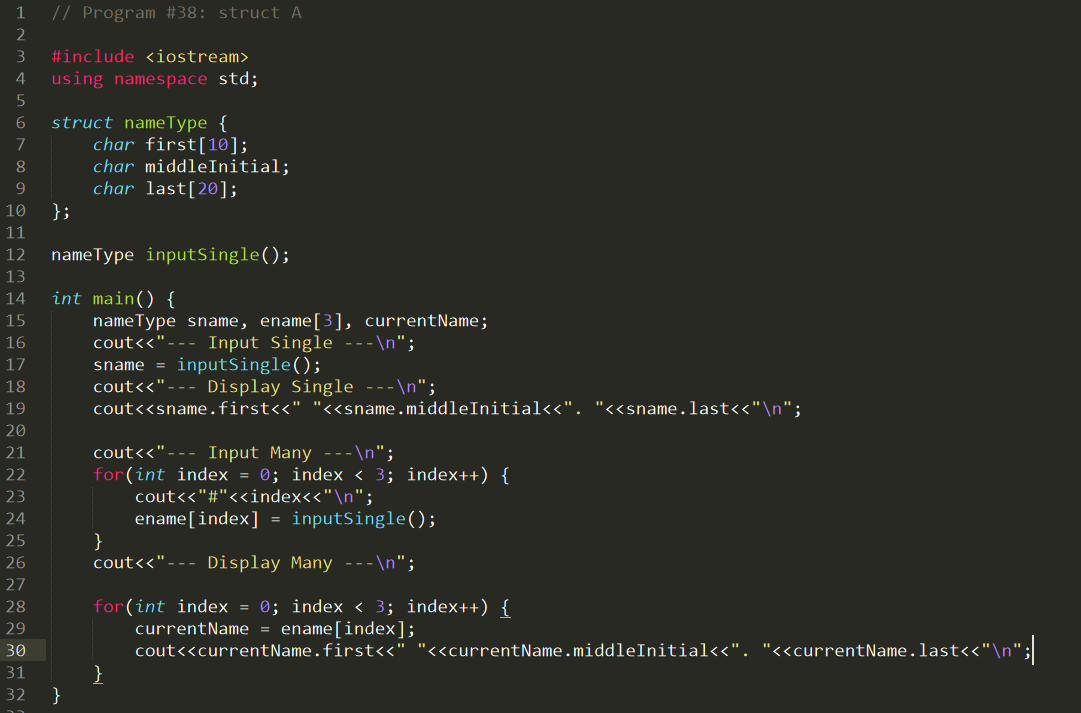 1 // Program #38: struct A
2
3 #include <iostream>
4 using namespace std;
5
6 struct nameType {
7     char first[10];
8     char middleInitial;
9     char last[20];
10 };
11
12 nameType inputSingle();
13
14 int main() {
15     nameType sname, ename[3], currentName;
16     cout<<"--- Input Single ---\n";
17     sname = inputSingle();
18     cout<<"--- Display Single ---\n";
19     cout<<sname.first<<" "<<sname.middleInitial<<". "<<sname.last<<"\n";
20
21     cout<<"--- Input Many ---\n";
22     for(int index = 0; index < 3; index++) {
23         cout<<"#"<<index<<"\n";
24         ename[index] = inputSingle();
25     }
26     cout<<"--- Display Many ---\n";
27
28     for(int index = 0; index < 3; index++) {
29         currentName = ename[index];
30         cout<<currentName.first<<" "<<currentName.middleInitial<<". "<<currentName.last<<"\n";
31     }
32 }